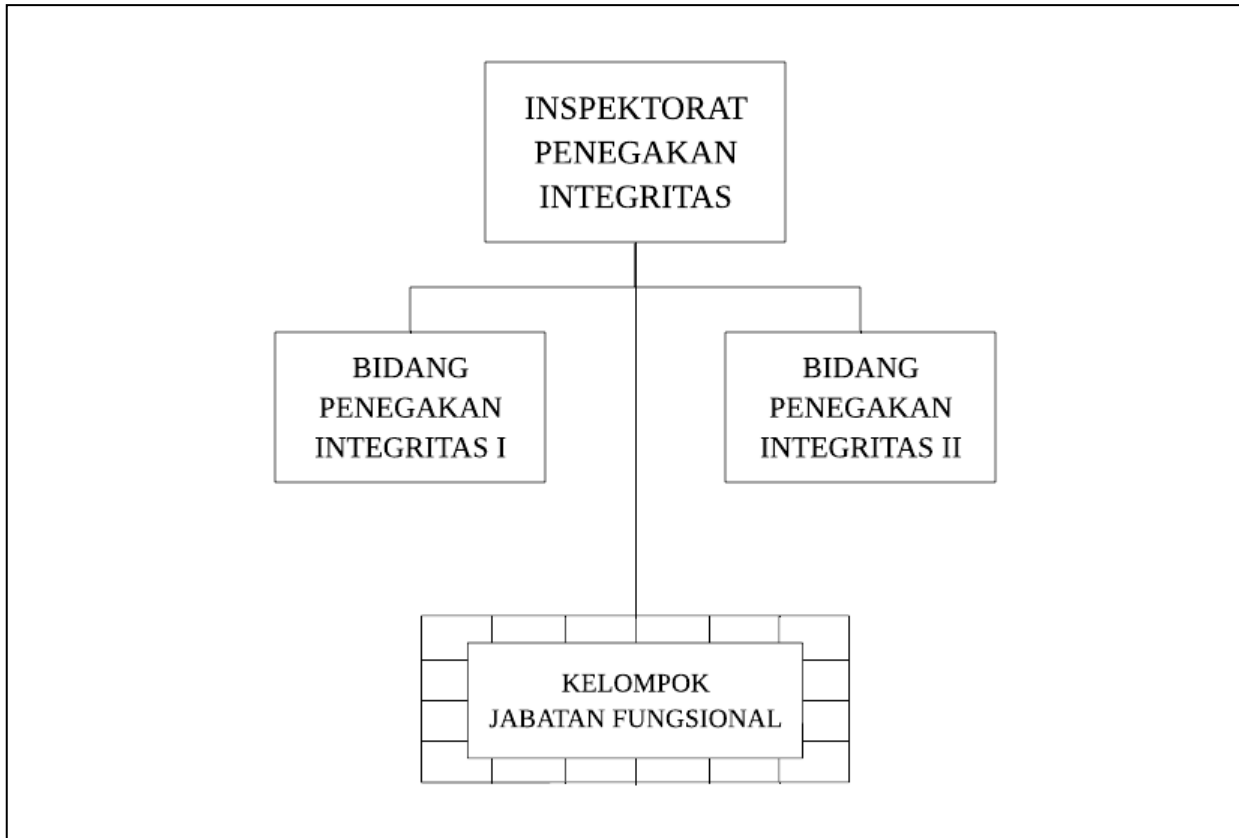 INSPEKTORAT
PENEGAKAN
INTEGRITAS
BIDANG
PENEGAKAN
INTEGRITAS I
BIDANG
PENEGAKAN
INTEGRITAS II
KELOMPOK
JABATAN FUNGSIONAL